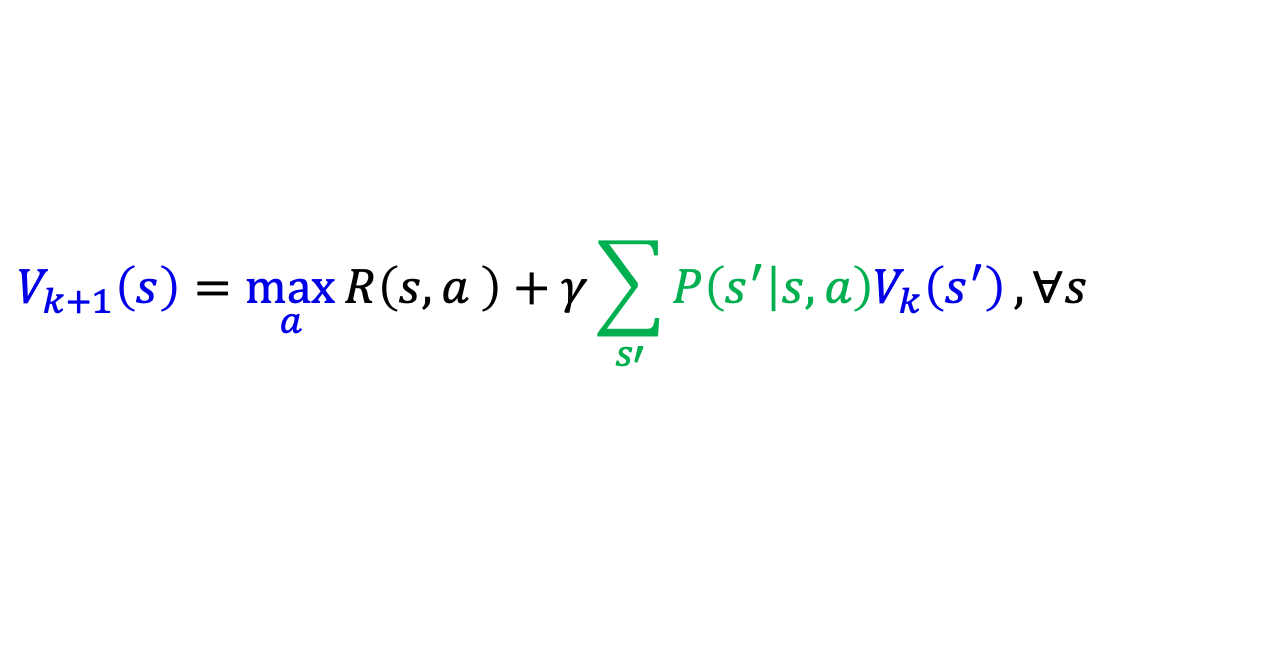 V_{k+1}(s) = max_a R(s, a ) + γ ∑_{s′} P(s′|s, a)V_k(s′) , ∀s